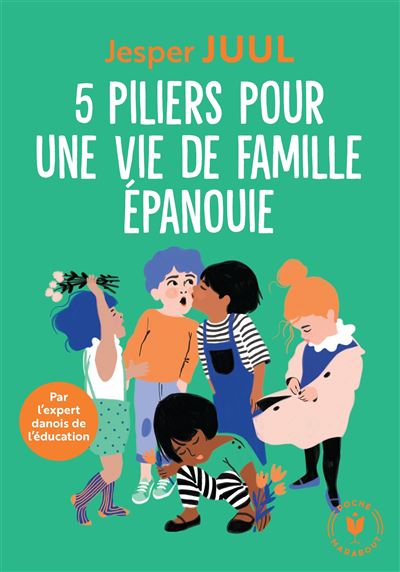 Jesper JUUL
5 PILIERS POUR
UNE VIE DE FAMILLE
ÉPANOUIE
Par
l'expert
danois de
l'éducation
POCHE
MARABOUT